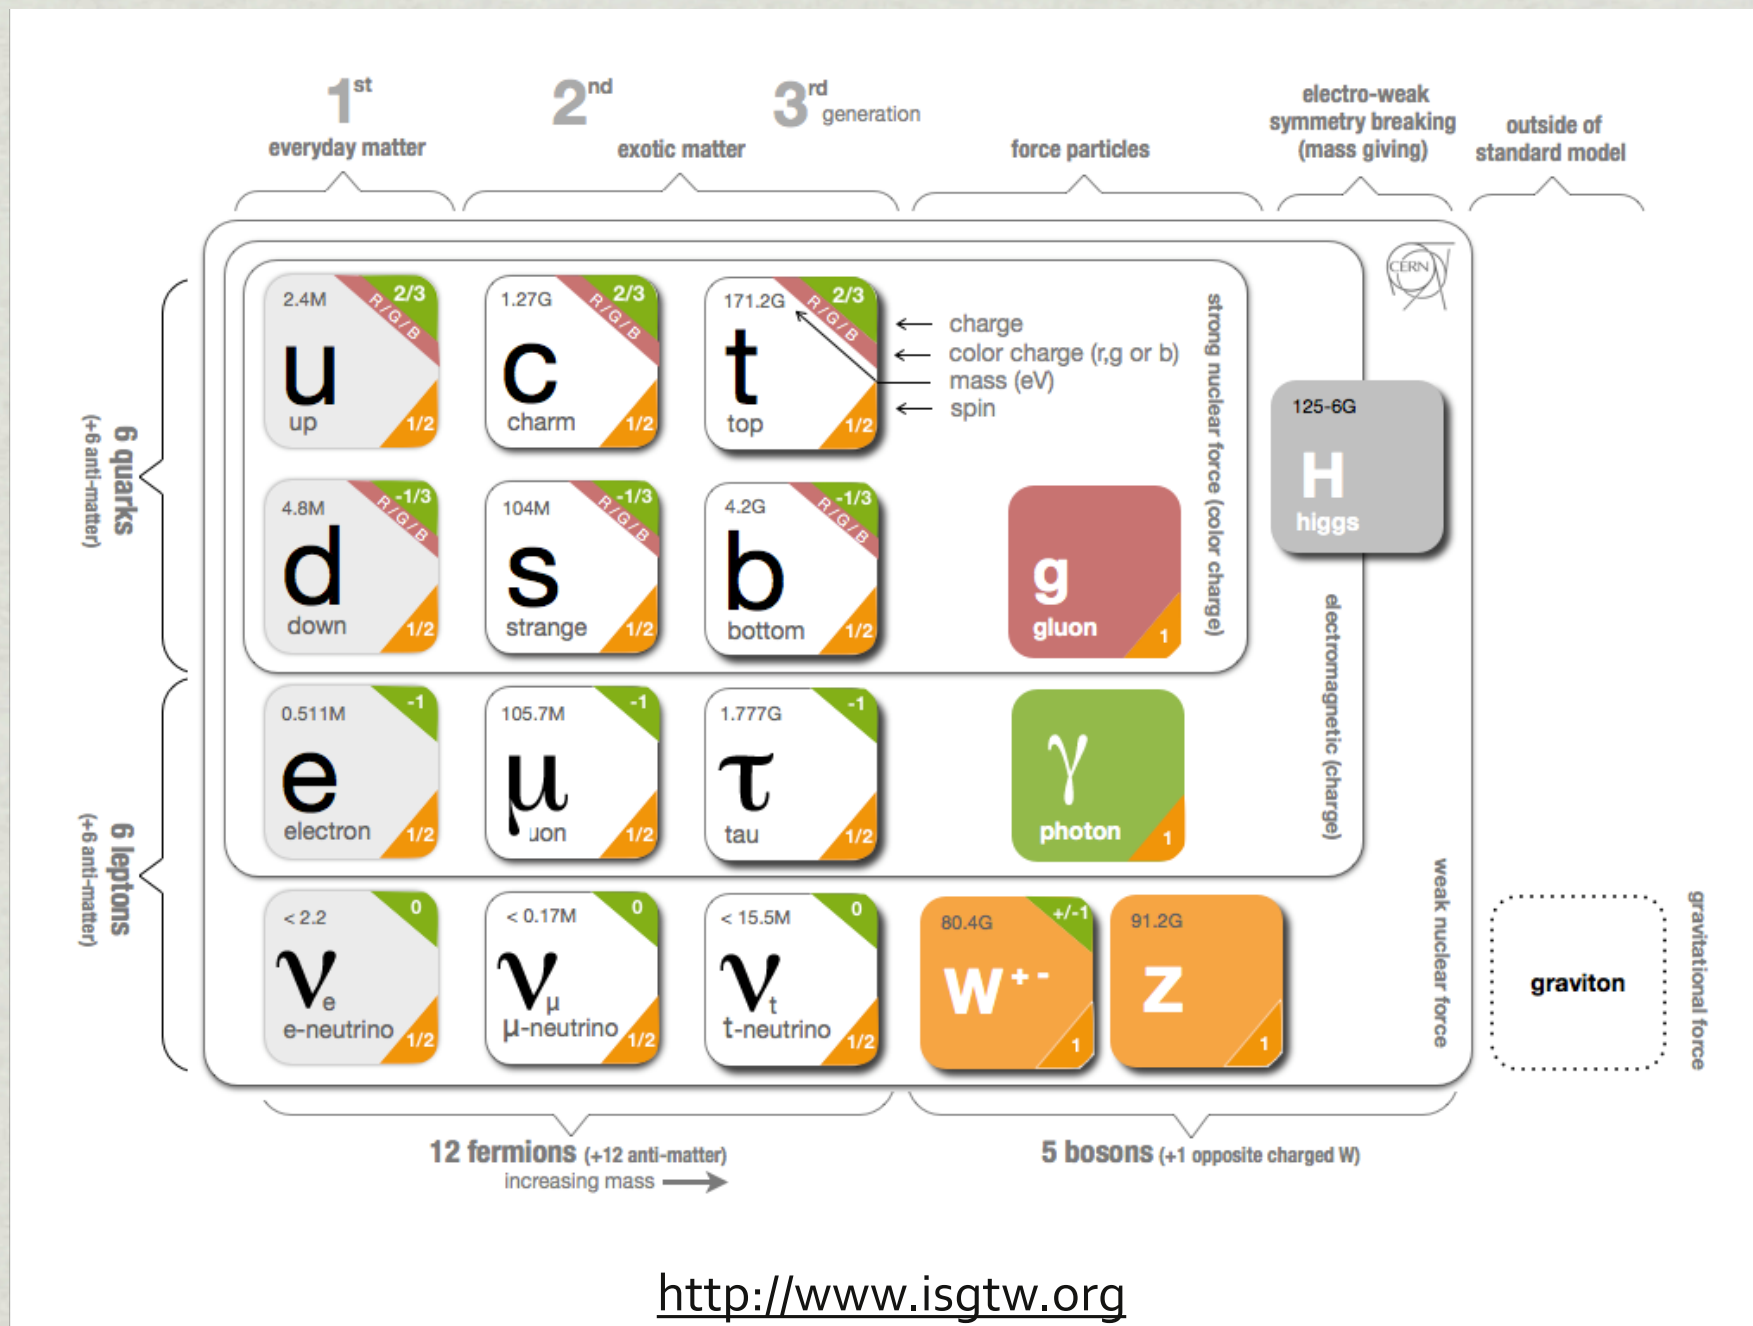 1st
everyday matter
2nd
3rd generation
exotic matter
force particles
electro-weak
symmetry breaking
(mass giving)
outside of
standard model
6 quarks
(+6 anti-matter)
6 leptons
(+6 anti-matter)
2.4M
2/3
R/G/B
u
up
1/2
1.27G
2/3
R/G/B
c
charm
1/2
171.2G
2/3
R/G/B
t
top
1/2
charge
color charge (r,g or b)
mass (eV)
spin
strong nuclear force (color charge)
CERN
125-6G
H
higgs
4.8M
-1/3
R/G/B
d
down
1/2
104M
-1/3
R/G/B
s
strange
1/2
4.2G
-1/3
R/G/B
b
bottom
1/2
g
gluon
1
electromagnetic (charge)
0.511M
-1
e
electron
1/2
105.7M
-1
μ
uon
1/2
1.777G
-1
τ
tau
1/2
γ
photon
1
weak nuclear force
< 2.2
0
νe
e-neutrino
1/2
< 0.17M
0
νμ
μ-neutrino
1/2
< 15.5M
0
νt
t-neutrino
1/2
80.4G
+/-1
W+ -
1
91.2G
Z
1
graviton
gravitational force
12 fermions (+12 anti-matter)
increasing mass
5 bosons (+1 opposite charged W)
http://www.isgtw.org